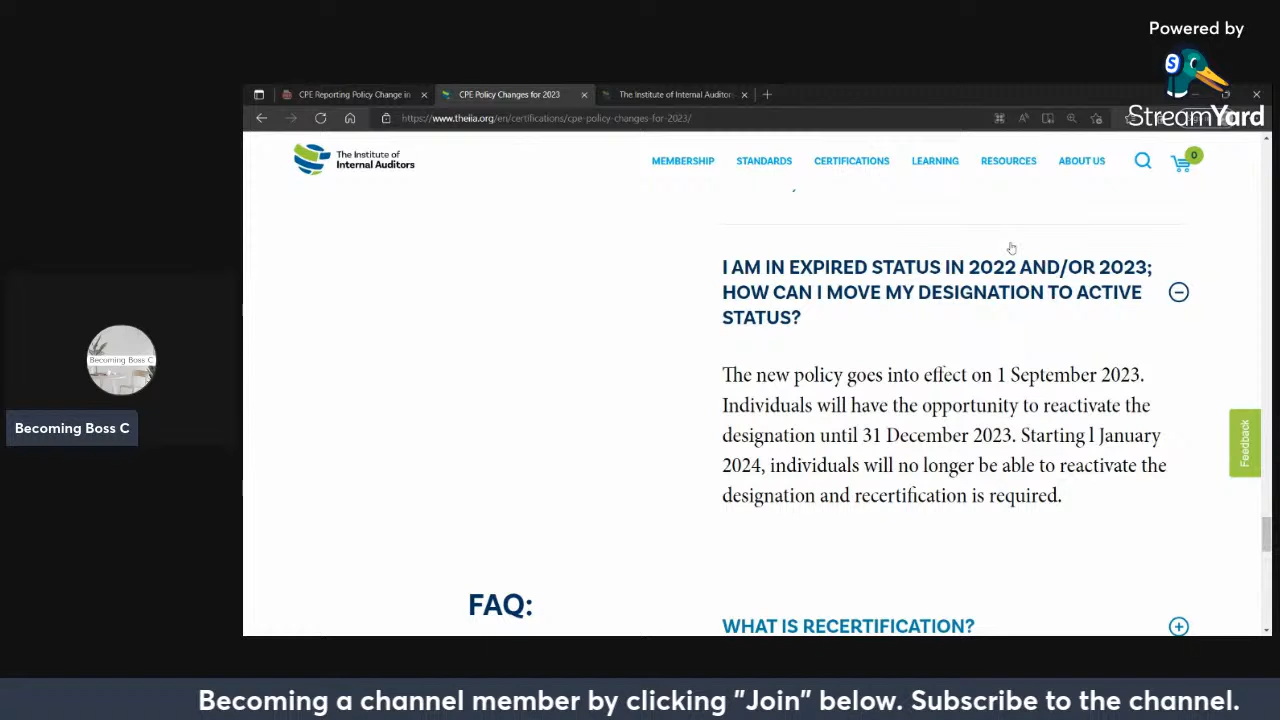 Powered by
S
StreamYard
CPE Reporting Policy Change in
CPE Policy Changes for 2023
The Institute of Internal Auditor
https://www.theiia.org/en/certifications/cpe-policy-changes-for-2023/
The Institute of
Internal Auditors
MEMBERSHIP STANDARDS CERTIFICATIONS LEARNING RESOURCES ABOUT US
0
I AM IN EXPIRED STATUS IN 2022 AND/OR 2023;
HOW CAN I MOVE MY DESIGNATION TO ACTIVE
STATUS?
The new policy goes into effect on 1 September 2023.
Individuals will have the opportunity to reactivate the
designation until 31 December 2023. Starting 1 January
2024, individuals will no longer be able to reactivate the
designation and recertification is required.
Feedback
FAQ:
WHAT IS RECERTIFICATION?
Becoming Boss C
Becoming Boss C
Becoming a channel member by clicking "Join" below. Subscribe to the channel.